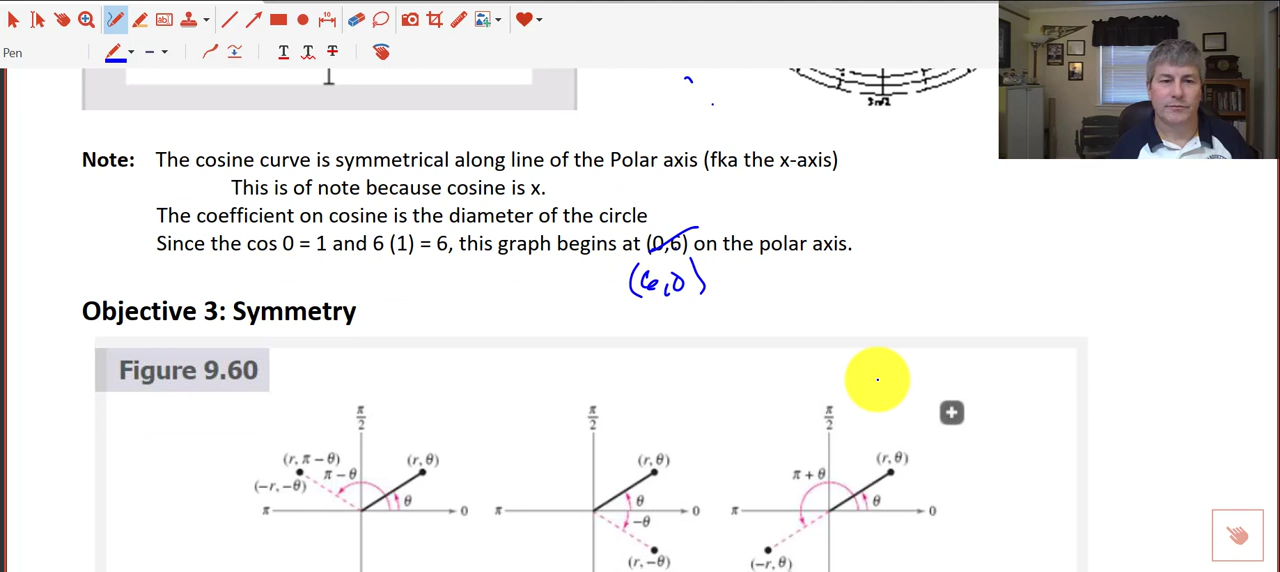 Pen
3π/2
Note: The cosine curve is symmetrical along line of the Polar axis (fka the x-axis)
This is of note because cosine is x.
The coefficient on cosine is the diameter of the circle
Since the cos 0 = 1 and 6 (1) = 6, this graph begins at (0,6) on the polar axis.
(6,0)
Objective 3: Symmetry
Figure 9.60
π/2
(r, π − θ)
(r, θ)
π − θ
(−r, −θ)
θ
π
0
π/2
(r, θ)
θ
π
0
−θ
(r, −θ)
π/2
(r, θ)
π + θ
θ
π
0
(−r, θ)